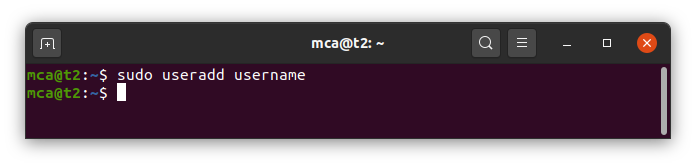 mca@t2: ~
mca@t2:~$ sudo useradd username
mca@t2:~$